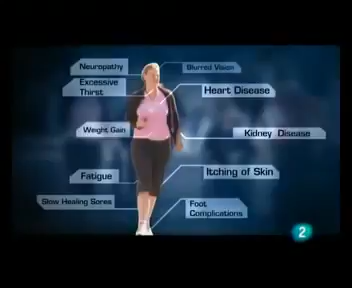 Neuropathy
Blurred Vision
Excessive
Thirst
Heart Disease
Weight Gain
Kidney Disease
Fatigue
Itching of Skin
Slow Healing Sores
Foot
Complications
2